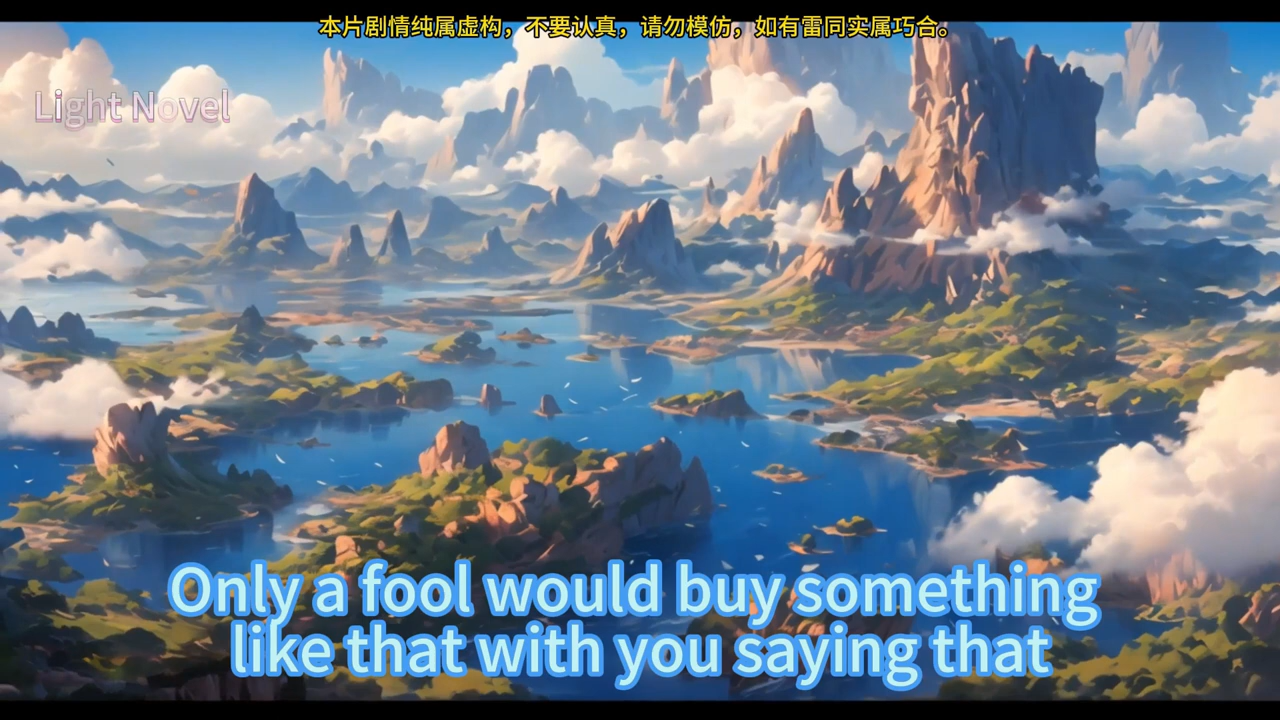 本片剧情纯属虚构，不要认真，请勿模仿，如有雷同实属巧合。
Light Novel
Only a fool would buy something
like that with you saying that